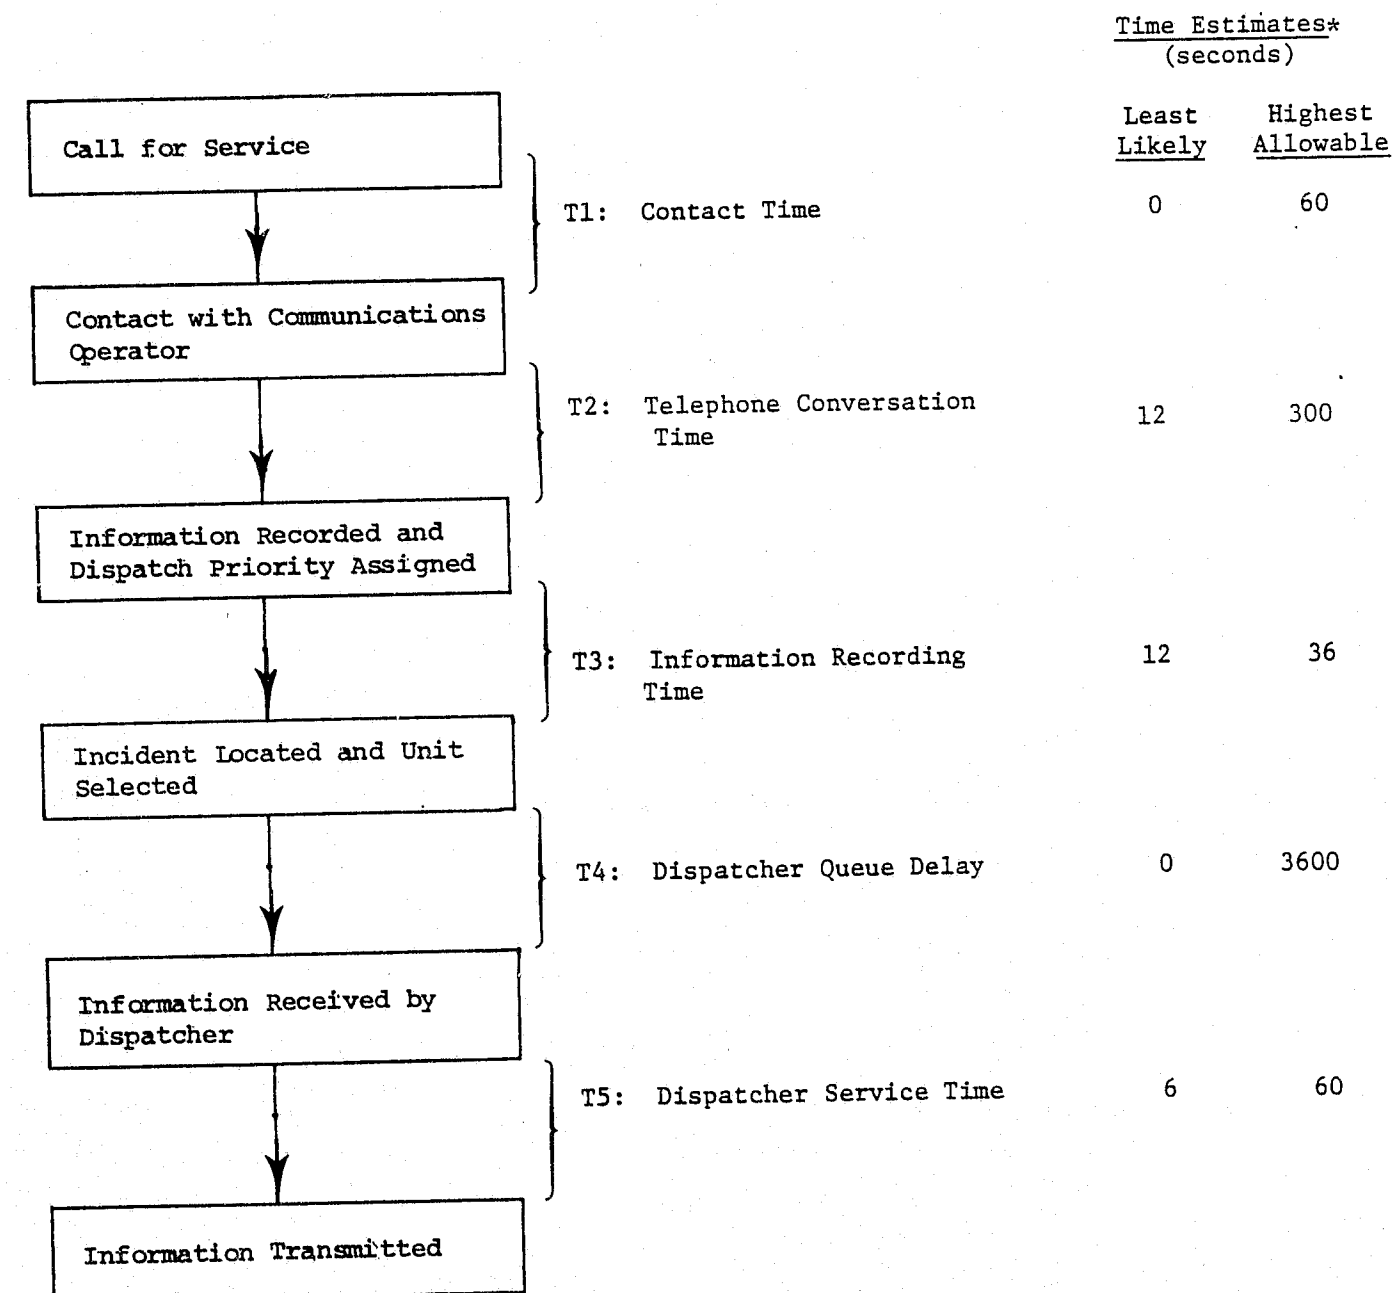 Time Estimates*
(seconds)
Least Highest
Likely Allowable
Call for Service
T1: Contact Time 0 60
Contact with Communications
Operator
T2: Telephone Conversation
Time 12 300
Information Recorded and
Dispatch Priority Assigned
T3: Information Recording 12 36
Time
Incident Located and Unit
Selected
T4: Dispatcher Queue Delay 0 3600
Information Received by
Dispatcher
T5: Dispatcher Service Time 6 60
Information Transmitted